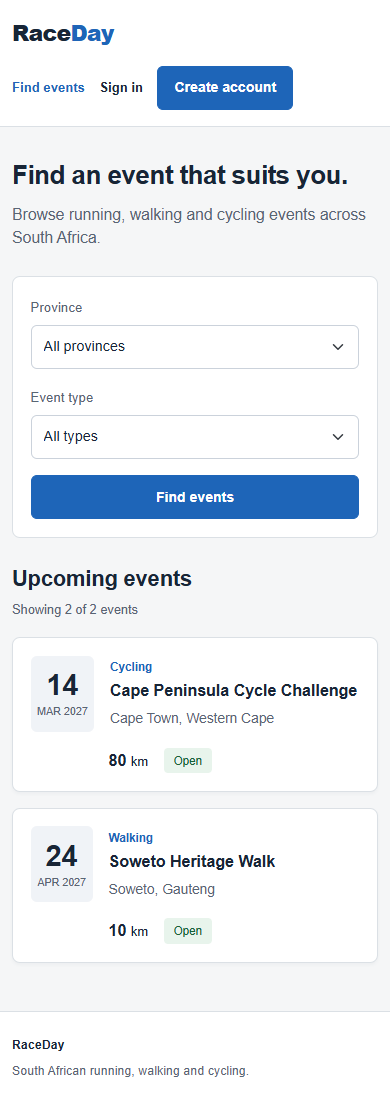 RaceDay
Find events Sign in Create account
Find an event that suits you.
Browse running, walking and cycling events across
South Africa.
Province
All provinces
Event type
All types
Find events
Upcoming events
Showing 2 of 2 events
14
MAR 2027
Cycling
Cape Peninsula Cycle Challenge
Cape Town, Western Cape
80 km Open
24
APR 2027
Walking
Soweto Heritage Walk
Soweto, Gauteng
10 km Open
RaceDay
South African running, walking and cycling.